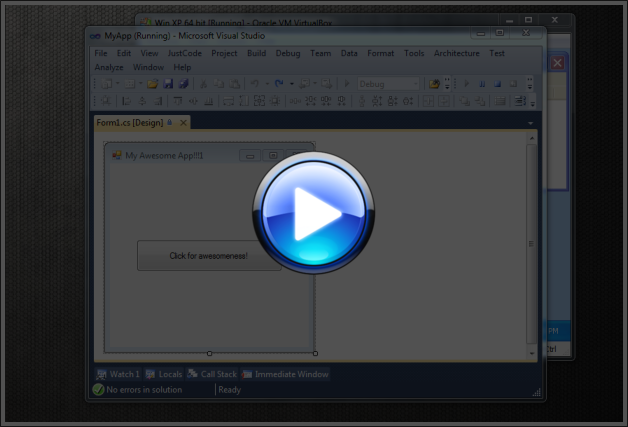 Win XP 64 bit [Running] - Oracle VM VirtualBox
MyApp (Running) - Microsoft Visual Studio
File Edit View JustCode Project Build Debug Team Data Format Tools Architecture Test
Analyze Window Help
Debug
Form1.cs [Design]
My Awesome App!!!1
Click for awesomeness!
PM
Ctrl
Watch 1 Locals Call Stack Immediate Window
No errors in solution Ready